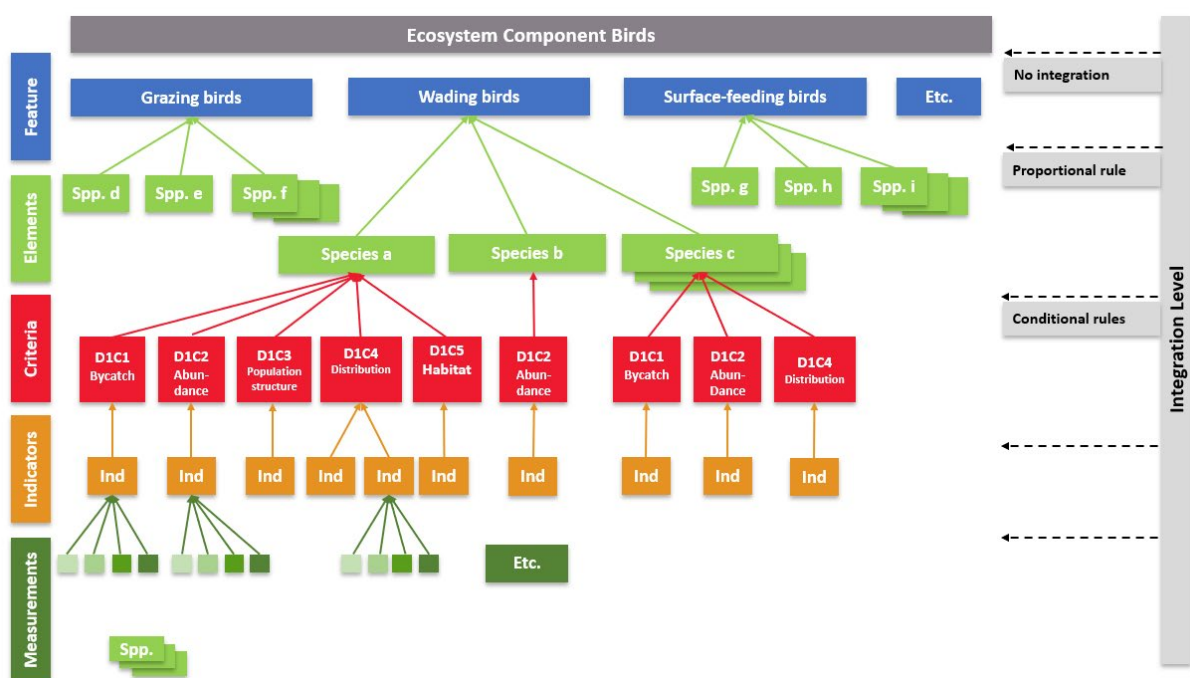 Ecosystem Component Birds
Feature
Grazing birds
Wading birds
Surface-feeding birds
Etc.
No integration
Elements
Spp. d
Spp. e
Spp. f
Spp. g
Spp. h
Spp. i
Proportional rule
Species a
Species b
Species c
Conditional rules
Criteria
D1C1
Bycatch
D1C2
Abun-
dance
D1C3
Population
structure
D1C4
Distribution
D1C5
Habitat
D1C2
Abun-
dance
D1C1
Bycatch
D1C2
Abun-
Dance
D1C4
Distribution
Indicators
Ind
Ind
Ind
Ind
Ind
Ind
Ind
Ind
Ind
Ind
Measurements
Etc.
Spp.
Integration Level